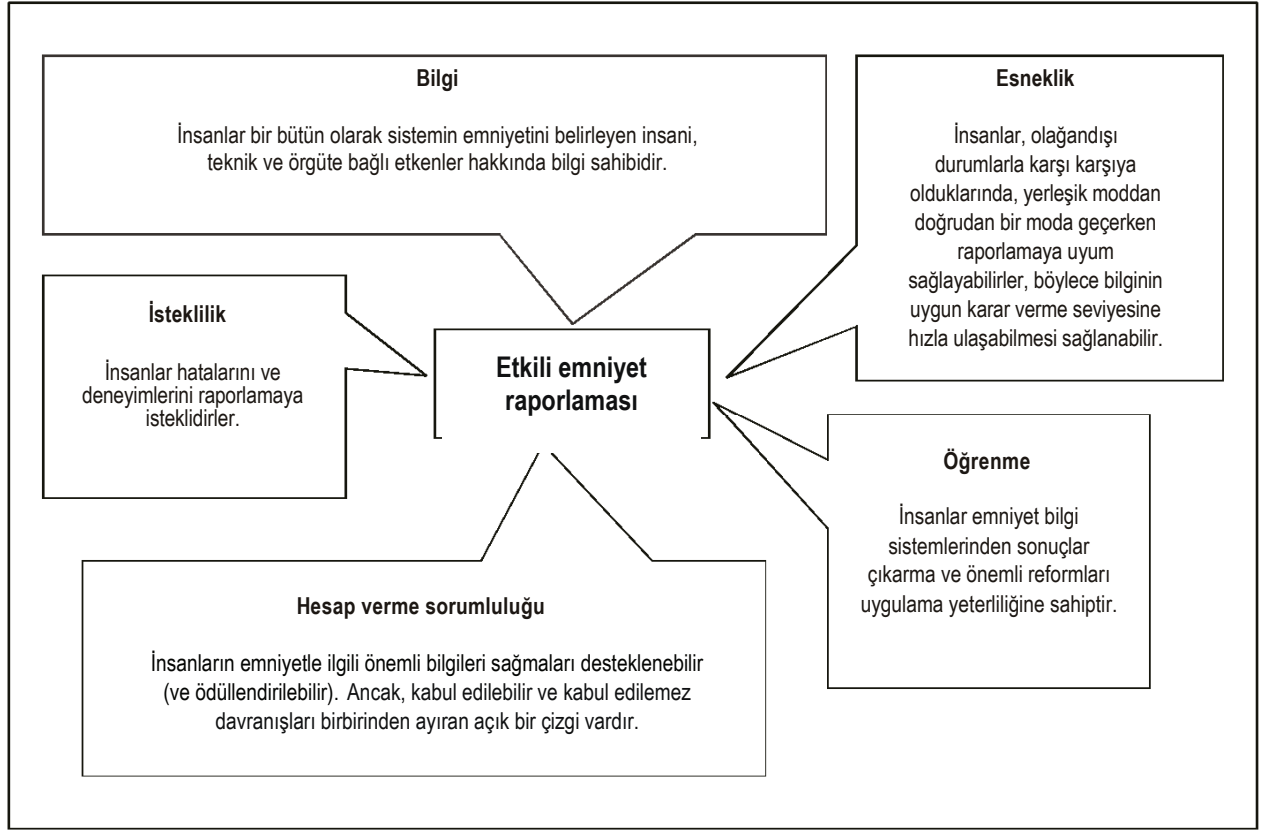 Bilgi
İnsanlar bir bütün olarak sistemin emniyetini belirleyen insani,
teknik ve örgüte bağlı etkenler hakkında bilgi sahibidir.
Esneklik
İnsanlar, olağandışı
durumlarla karşı karşıya
olduklarında, yerleşik moddan
doğrudan bir moda geçerken
raporlamaya uyum
sağlayabilirler, böylece bilginin
uygun karar verme seviyesine
hızla ulaşabilmesi sağlanabilir.
İsteklilik
İnsanlar hatalarını ve
deneyimlerini raporlamaya
isteklidirler.
Etkili emniyet
raporlaması
Öğrenme
İnsanlar emniyet bilgi
sistemlerinden sonuçlar
çıkarma ve önemli reformları
uygulama yeterliliğine sahiptir.
Hesap verme sorumluluğu
İnsanların emniyetle ilgili önemli bilgileri sağmaları desteklenebilir
(ve ödüllendirilebilir). Ancak, kabul edilebilir ve kabul edilemez
davranışları birbirinden ayıran açık bir çizgi vardır.